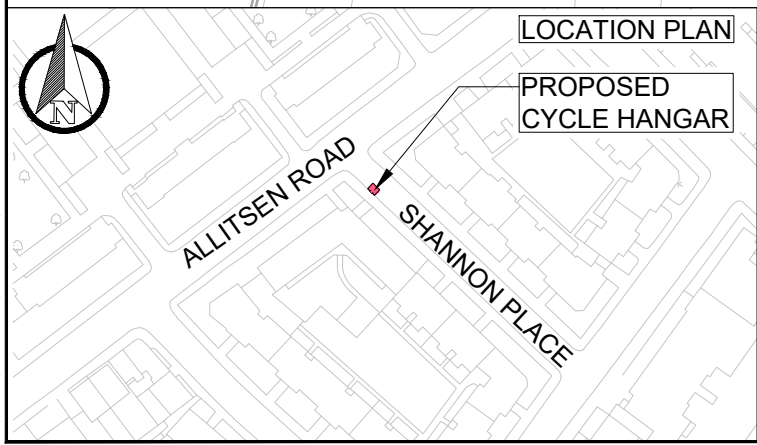 LOCATION PLAN
PROPOSED
CYCLE HANGAR
N
ALLITSEN ROAD
SHANNON PLACE